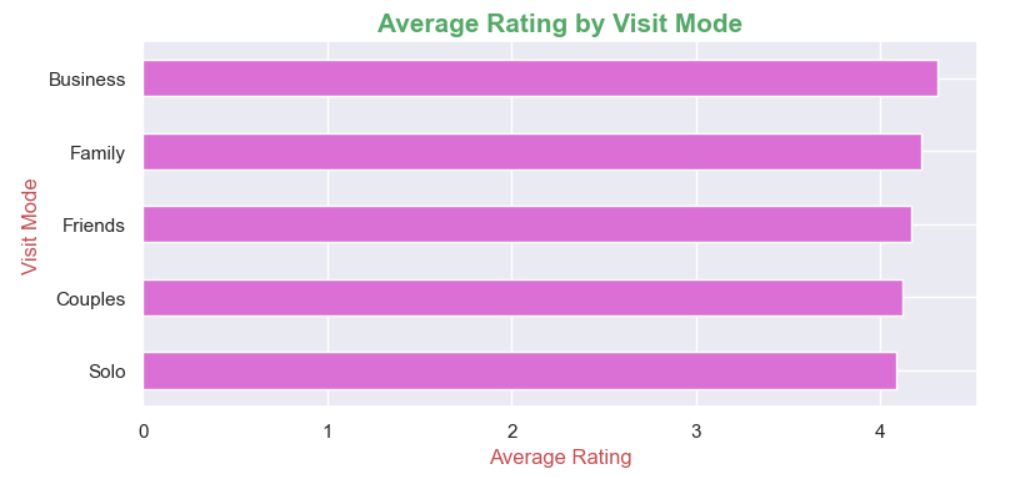 Average Rating by Visit Mode
Business
Family
Friends
Couples
Solo
Visit Mode
0 1 2 3 4
Average Rating